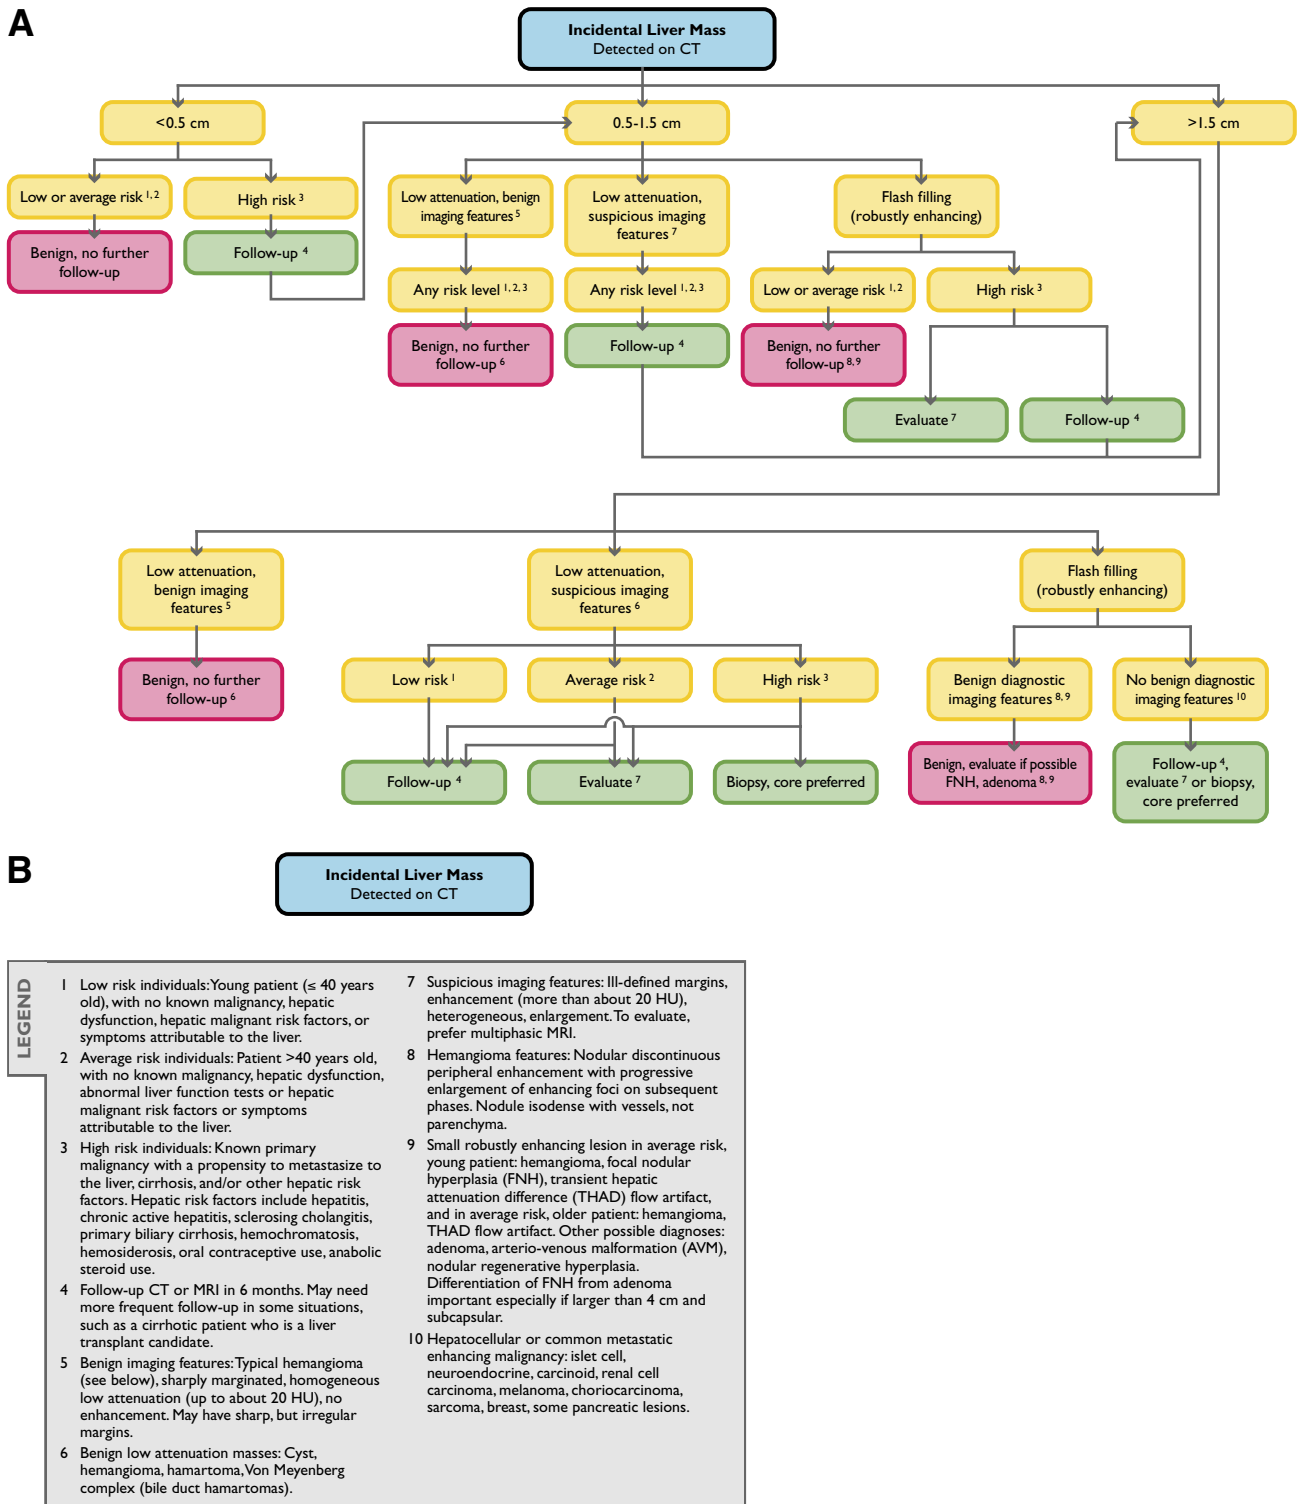 A
Incidental Liver Mass
Detected on CT
<0.5 cm
0.5-1.5 cm
>1.5 cm
Low or average risk 1,2
High risk 3
Low attenuation, benign
imaging features 5
Low attenuation,
suspicious imaging
features 7
Flash filling
(robustly enhancing)
Benign, no further
follow-up
Follow-up 4
Any risk level 1, 2, 3
Any risk level 1, 2, 3
Low or average risk 1,2
High risk 3
Benign, no further
follow-up 6
Follow-up 4
Benign, no further
follow-up 8, 9
Evaluate 7
Follow-up 4
Low attenuation,
benign imaging
features 5
Low attenuation,
suspicious imaging
features 6
Flash filling
(robustly enhancing)
Benign, no further
follow-up 6
Low risk 1
Average risk 2
High risk 3
Benign diagnostic
imaging features 8, 9
No benign diagnostic
imaging features 10
Follow-up 4
Evaluate 7
Biopsy, core preferred
Benign, evaluate if possible
FNH, adenoma 8, 9
Follow-up 4,
evaluate 7 or biopsy,
core preferred
B
Incidental Liver Mass
Detected on CT
LEGEND
1 Low risk individuals: Young patient (≤ 40 years
old), with no known malignancy, hepatic
dysfunction, hepatic malignant risk factors, or
symptoms attributable to the liver.
2 Average risk individuals: Patient >40 years old,
with no known malignancy, hepatic dysfunction,
abnormal liver function tests or hepatic
malignant risk factors or symptoms
attributable to the liver.
3 High risk individuals: Known primary
malignancy with a propensity to metastasize to
the liver, cirrhosis, and/or other hepatic risk
factors. Hepatic risk factors include hepatitis,
chronic active hepatitis, sclerosing cholangitis,
primary biliary cirrhosis, hemochromatosis,
hemosiderosis, oral contraceptive use, anabolic
steroid use.
4 Follow-up CT or MRI in 6 months. May need
more frequent follow-up in some situations,
such as a cirrhotic patient who is a liver
transplant candidate.
5 Benign imaging features: Typical hemangioma
(see below), sharply marginated, homogeneous
low attenuation (up to about 20 HU), no
enhancement. May have sharp, but irregular
margins.
6 Benign low attenuation masses: Cyst,
hemangioma, hamartoma, Von Meyenberg
complex (bile duct hamartomas).
7 Suspicious imaging features: Ill-defined margins,
enhancement (more than about 20 HU),
heterogeneous, enlargement. To evaluate,
prefer multiphasic MRI.
8 Hemangioma features: Nodular discontinuous
peripheral enhancement with progressive
enlargement of enhancing foci on subsequent
phases. Nodule isodense with vessels, not
parenchyma.
9 Small robustly enhancing lesion in average risk,
young patient: hemangioma, focal nodular
hyperplasia (FNH), transient hepatic
attenuation difference (THAD) flow artifact,
and in average risk, older patient: hemangioma,
THAD flow artifact. Other possible diagnoses:
adenoma, arterio-venous malformation (AVM),
nodular regenerative hyperplasia.
Differentiation of FNH from adenoma
important especially if larger than 4 cm and
subcapsular.
10 Hepatocellular or common metastatic
enhancing malignancy: islet cell,
neuroendocrine, carcinoid, renal cell
carcinoma, melanoma, choriocarcinoma,
sarcoma, breast, some pancreatic lesions.